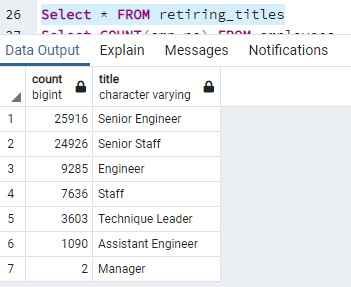 26 Select * FROM retiring_titles
27 Select COUNT(emp_no) FROM employees
Data Output Explain Messages Notifications
count bigint title character varying
1 25916 Senior Engineer
2 24926 Senior Staff
3 9285 Engineer
4 7636 Staff
5 3603 Technique Leader
6 1090 Assistant Engineer
7 2 Manager